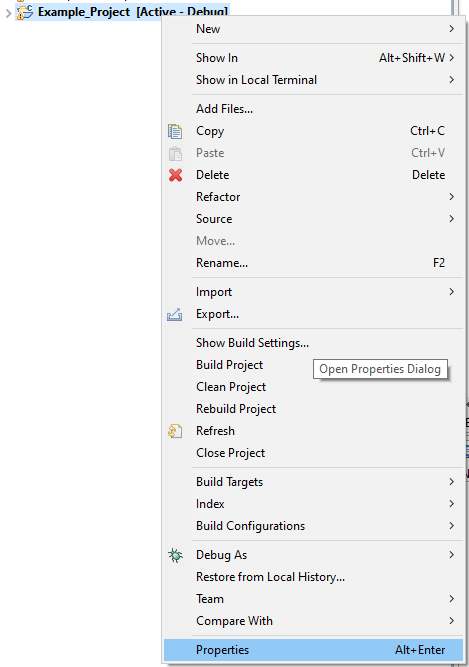 Example_Project [Active - Debug]
New
Show In Alt+Shift+W
Show in Local Terminal
Add Files...
Copy Ctrl+C
Paste Ctrl+V
Delete Delete
Refactor
Source
Move...
Rename... F2
Import
Export...
Show Build Settings...
Build Project
Open Properties Dialog
Clean Project
Rebuild Project
Refresh
Close Project
Build Targets
Index
Build Configurations
Debug As
Restore from Local History...
Team
Compare With
Properties Alt+Enter